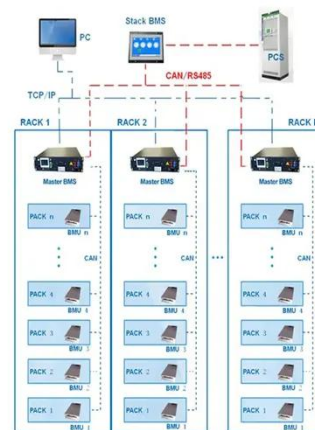 PC
Stack BMS
PCS
CAN/RS485
TCP/IP
RACK 1
RACK 2
RACK
Master BMS
Master BMS
Master BMS
PACK n
BMU n
PACK n
BMU n
PACK n
BMU n
CAN
CAN
CAN
PACK 4
BMU 4
PACK 4
BMU 4
PACK 4
BMU 4
PACK 3
BMU 3
PACK 3
BMU 3
PACK 3
BMU 3
PACK 2
BMU 2
PACK 2
BMU 2
PACK 2
BMU 2
PACK 1
BMU 1
PACK 1
BMU 1
PACK 1
BMU 1